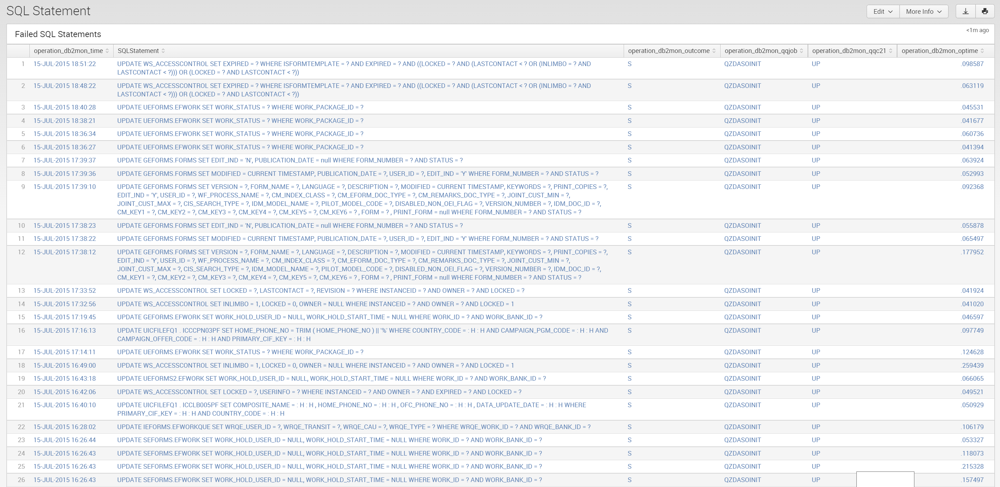 SQL Statement
Edit More Info
Failed SQL Statements
<1m ago
operation_db2mon_time SQLStatement operation_db2mon_outcome operation_db2mon_qqjob operation_db2mon_qqc21 operation_db2mon_optime
1 15-JUL-2015 18:51:22 UPDATE WS_ACCESSCONTROL SET EXPIRED = ? WHERE ISFORMTEMPLATE = ? AND EXPIRED = ? AND ((LOCKED = ? AND (LASTCONTACT < ? OR (INLIMBO = ? AND S QZDASOINIT UP .098587
LASTCONTACT < ?))) OR (LOCKED = ? AND LASTCONTACT < ?))
2 15-JUL-2015 18:48:22 UPDATE WS_ACCESSCONTROL SET EXPIRED = ? WHERE ISFORMTEMPLATE = ? AND EXPIRED = ? AND ((LOCKED = ? AND (LASTCONTACT < ? OR (INLIMBO = ? AND S QZDASOINIT UP .063119
LASTCONTACT < ?))) OR (LOCKED = ? AND LASTCONTACT < ?))
3 15-JUL-2015 18:40:28 UPDATE UEFORMS.EFWORK SET WORK_STATUS = ? WHERE WORK_PACKAGE_ID = ? S QZDASOINIT UP .045531
4 15-JUL-2015 18:38:21 UPDATE UEFORMS.EFWORK SET WORK_STATUS = ? WHERE WORK_PACKAGE_ID = ? S QZDASOINIT UP .041677
5 15-JUL-2015 18:36:34 UPDATE UEFORMS.EFWORK SET WORK_STATUS = ? WHERE WORK_PACKAGE_ID = ? S QZDASOINIT UP .060736
6 15-JUL-2015 18:36:27 UPDATE UEFORMS.EFWORK SET WORK_STATUS = ? WHERE WORK_PACKAGE_ID = ? S QZDASOINIT UP .041394
7 15-JUL-2015 17:39:37 UPDATE GEFORMS.FORMS SET EDIT_IND = 'N', PUBLICATION_DATE = null WHERE FORM_NUMBER = ? AND STATUS = ? S QZDASOINIT UP .063924
8 15-JUL-2015 17:39:36 UPDATE GEFORMS.FORMS SET MODIFIED = CURRENT TIMESTAMP, PUBLICATION_DATE = ?, USER_ID = ?, EDIT_IND = 'Y' WHERE FORM_NUMBER = ? AND STATUS = ? S QZDASOINIT UP .052993
9 15-JUL-2015 17:39:10 UPDATE GEFORMS.FORMS SET VERSION = ?, FORM_NAME = ?, LANGUAGE = ?, DESCRIPTION = ?, MODIFIED = CURRENT TIMESTAMP, KEYWORDS = ?, PRINT_COPIES = ?, S QZDASOINIT UP .092368
EDIT_IND = 'Y', USER_ID = ?, WF_PROCESS_NAME = ?, CM_INDEX_CLASS = ?, CM_EFORM_DOC_TYPE = ?, CM_REMARKS_DOC_TYPE = ?, JOINT_CUST_MIN = ?,
JOINT_CUST_MAX = ?, CIS_SEARCH_TYPE = ?, IDM_MODEL_NAME = ?, PILOT_MODEL_CODE = ?, DISABLED_NON_OEI_FLAG = ?, VERSION_NUMBER = ?, IDM_DOC_ID = ?,
CM_KEY1 = ?, CM_KEY2 = ?, CM_KEY3 = ?, CM_KEY4 = ?, CM_KEY5 = ?, CM_KEY6 = ? , FORM = ? , PRINT_FORM = null WHERE FORM_NUMBER = ? AND STATUS = ?
10 15-JUL-2015 17:38:23 UPDATE GEFORMS.FORMS SET EDIT_IND = 'N', PUBLICATION_DATE = null WHERE FORM_NUMBER = ? AND STATUS = ? S QZDASOINIT UP .055878
11 15-JUL-2015 17:38:22 UPDATE GEFORMS.FORMS SET MODIFIED = CURRENT TIMESTAMP, PUBLICATION_DATE = ?, USER_ID = ?, EDIT_IND = 'Y' WHERE FORM_NUMBER = ? AND STATUS = ? S QZDASOINIT UP .065497
12 15-JUL-2015 17:38:12 UPDATE GEFORMS.FORMS SET VERSION = ?, FORM_NAME = ?, LANGUAGE = ?, DESCRIPTION = ?, MODIFIED = CURRENT TIMESTAMP, KEYWORDS = ?, PRINT_COPIES = ?, S QZDASOINIT UP .177952
EDIT_IND = 'Y', USER_ID = ?, WF_PROCESS_NAME = ?, CM_INDEX_CLASS = ?, CM_EFORM_DOC_TYPE = ?, CM_REMARKS_DOC_TYPE = ?, JOINT_CUST_MIN = ?,
JOINT_CUST_MAX = ?, CIS_SEARCH_TYPE = ?, IDM_MODEL_NAME = ?, PILOT_MODEL_CODE = ?, DISABLED_NON_OEI_FLAG = ?, VERSION_NUMBER = ?, IDM_DOC_ID = ?,
CM_KEY1 = ?, CM_KEY2 = ?, CM_KEY3 = ?, CM_KEY4 = ?, CM_KEY5 = ?, CM_KEY6 = ? , FORM = ? , PRINT_FORM = null WHERE FORM_NUMBER = ? AND STATUS = ?
13 15-JUL-2015 17:33:52 UPDATE WS_ACCESSCONTROL SET LOCKED = ?, LASTCONTACT = ?, REVISION = ? WHERE INSTANCEID = ? AND OWNER = ? AND LOCKED = ? S QZDASOINIT UP .041924
14 15-JUL-2015 17:32:56 UPDATE WS_ACCESSCONTROL SET INLIMBO = 1, LOCKED = 0, OWNER = NULL WHERE INSTANCEID = ? AND OWNER = ? AND LOCKED = 1 S QZDASOINIT UP .041020
15 15-JUL-2015 17:19:45 UPDATE GEFORMS.EFWORK SET WORK_HOLD_USER_ID = NULL, WORK_HOLD_START_TIME = NULL WHERE WORK_ID = ? AND WORK_BANK_ID = ? S QZDASOINIT UP .046597
16 15-JUL-2015 17:16:13 UPDATE UICFILEFQ1 . ICCCPN03PF SET HOME_PHONE_NO = TRIM ( HOME_PHONE_NO ) || '%' WHERE COUNTRY_CODE = : H : H AND CAMPAIGN_PGM_CODE = : H : H AND S QZDASOINIT UP .097749
CAMPAIGN_OFFER_CODE = : H : H AND PRIMARY_CIF_KEY = : H : H
17 15-JUL-2015 17:14:11 UPDATE UEFORMS.EFWORK SET WORK_STATUS = ? WHERE WORK_PACKAGE_ID = ? S QZDASOINIT UP .124628
18 15-JUL-2015 16:49:00 UPDATE WS_ACCESSCONTROL SET INLIMBO = 1, LOCKED = 0, OWNER = NULL WHERE INSTANCEID = ? AND OWNER = ? AND LOCKED = 1 S QZDASOINIT UP .259439
19 15-JUL-2015 16:43:18 UPDATE UEFORMS2.EFWORK SET WORK_HOLD_USER_ID = NULL, WORK_HOLD_START_TIME = NULL WHERE WORK_ID = ? AND WORK_BANK_ID = ? S QZDASOINIT UP .066065
20 15-JUL-2015 16:42:06 UPDATE WS_ACCESSCONTROL SET LOCKED = ?, USERINFO = ? WHERE INSTANCEID = ? AND OWNER = ? AND EXPIRED = ? AND LOCKED = ? S QZDASOINIT UP .049521
21 15-JUL-2015 16:40:10 UPDATE UICFILEFQ1 . ICCLB005PF SET COMPOSITE_NAME = : H : H , HOME_PHONE_NO = : H : H , OFC_PHONE_NO = : H : H , DATA_UPDATE_DATE = : H : H WHERE S QZDASOINIT UP .050929
PRIMARY_CIF_KEY = : H : H AND COUNTRY_CODE = : H : H
22 15-JUL-2015 16:28:02 UPDATE IEFORMS.EFWORKQUE SET WRQE_USER_ID = ?, WRQE_TRANSIT = ?, WRQE_CAU = ?, WRQE_TYPE = ? WHERE WRQE_WORK_ID = ? AND WRQE_BANK_ID = ? S QZDASOINIT UP .106179
23 15-JUL-2015 16:26:44 UPDATE SEFORMS.EFWORK SET WORK_HOLD_USER_ID = NULL, WORK_HOLD_START_TIME = NULL WHERE WORK_ID = ? AND WORK_BANK_ID = ? S QZDASOINIT UP .053327
24 15-JUL-2015 16:26:43 UPDATE SEFORMS.EFWORK SET WORK_HOLD_USER_ID = NULL, WORK_HOLD_START_TIME = NULL WHERE WORK_ID = ? AND WORK_BANK_ID = ? S QZDASOINIT UP .118073
25 15-JUL-2015 16:26:43 UPDATE SEFORMS.EFWORK SET WORK_HOLD_USER_ID = NULL, WORK_HOLD_START_TIME = NULL WHERE WORK_ID = ? AND WORK_BANK_ID = ? S QZDASOINIT UP .215328
26 15-JUL-2015 16:26:43 UPDATE SEFORMS.EFWORK SET WORK_HOLD_USER_ID = NULL, WORK_HOLD_START_TIME = NULL WHERE WORK_ID = ? AND WORK_BANK_ID = ? S QZDASOINIT UP .157497